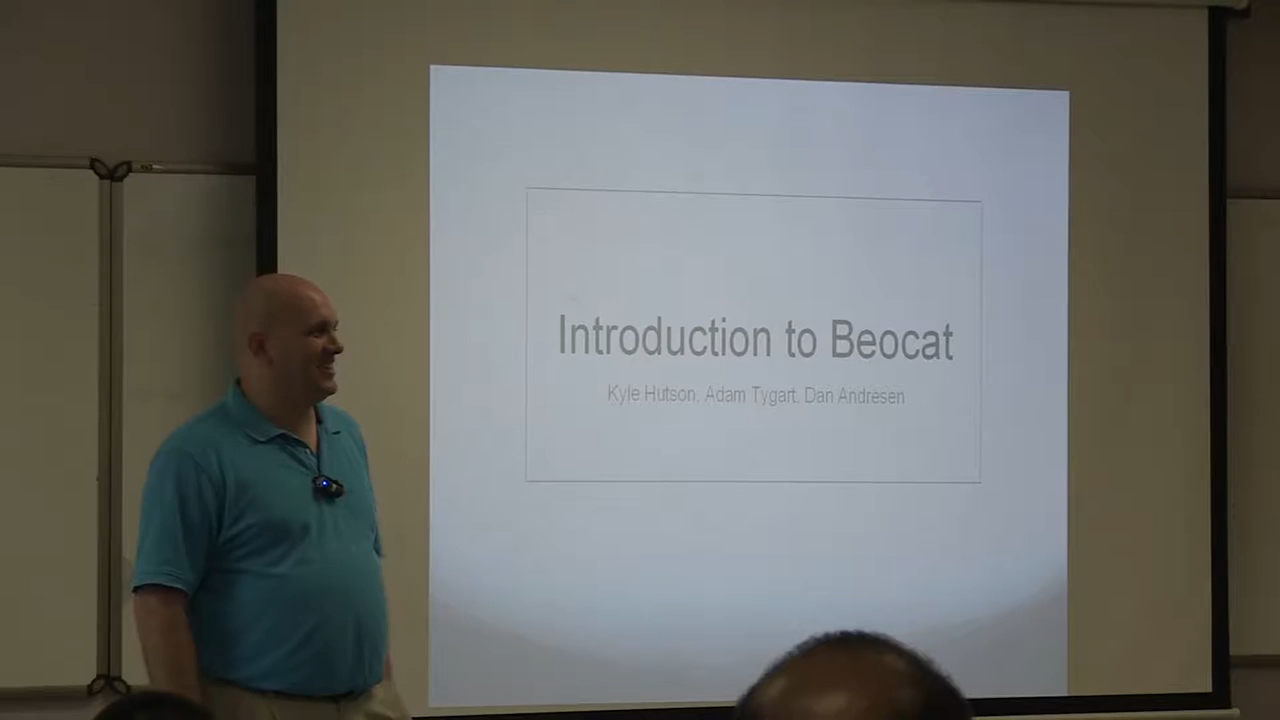 Introduction to Beocat
Kyle Hutson, Adam Tygart, Dan Andresen